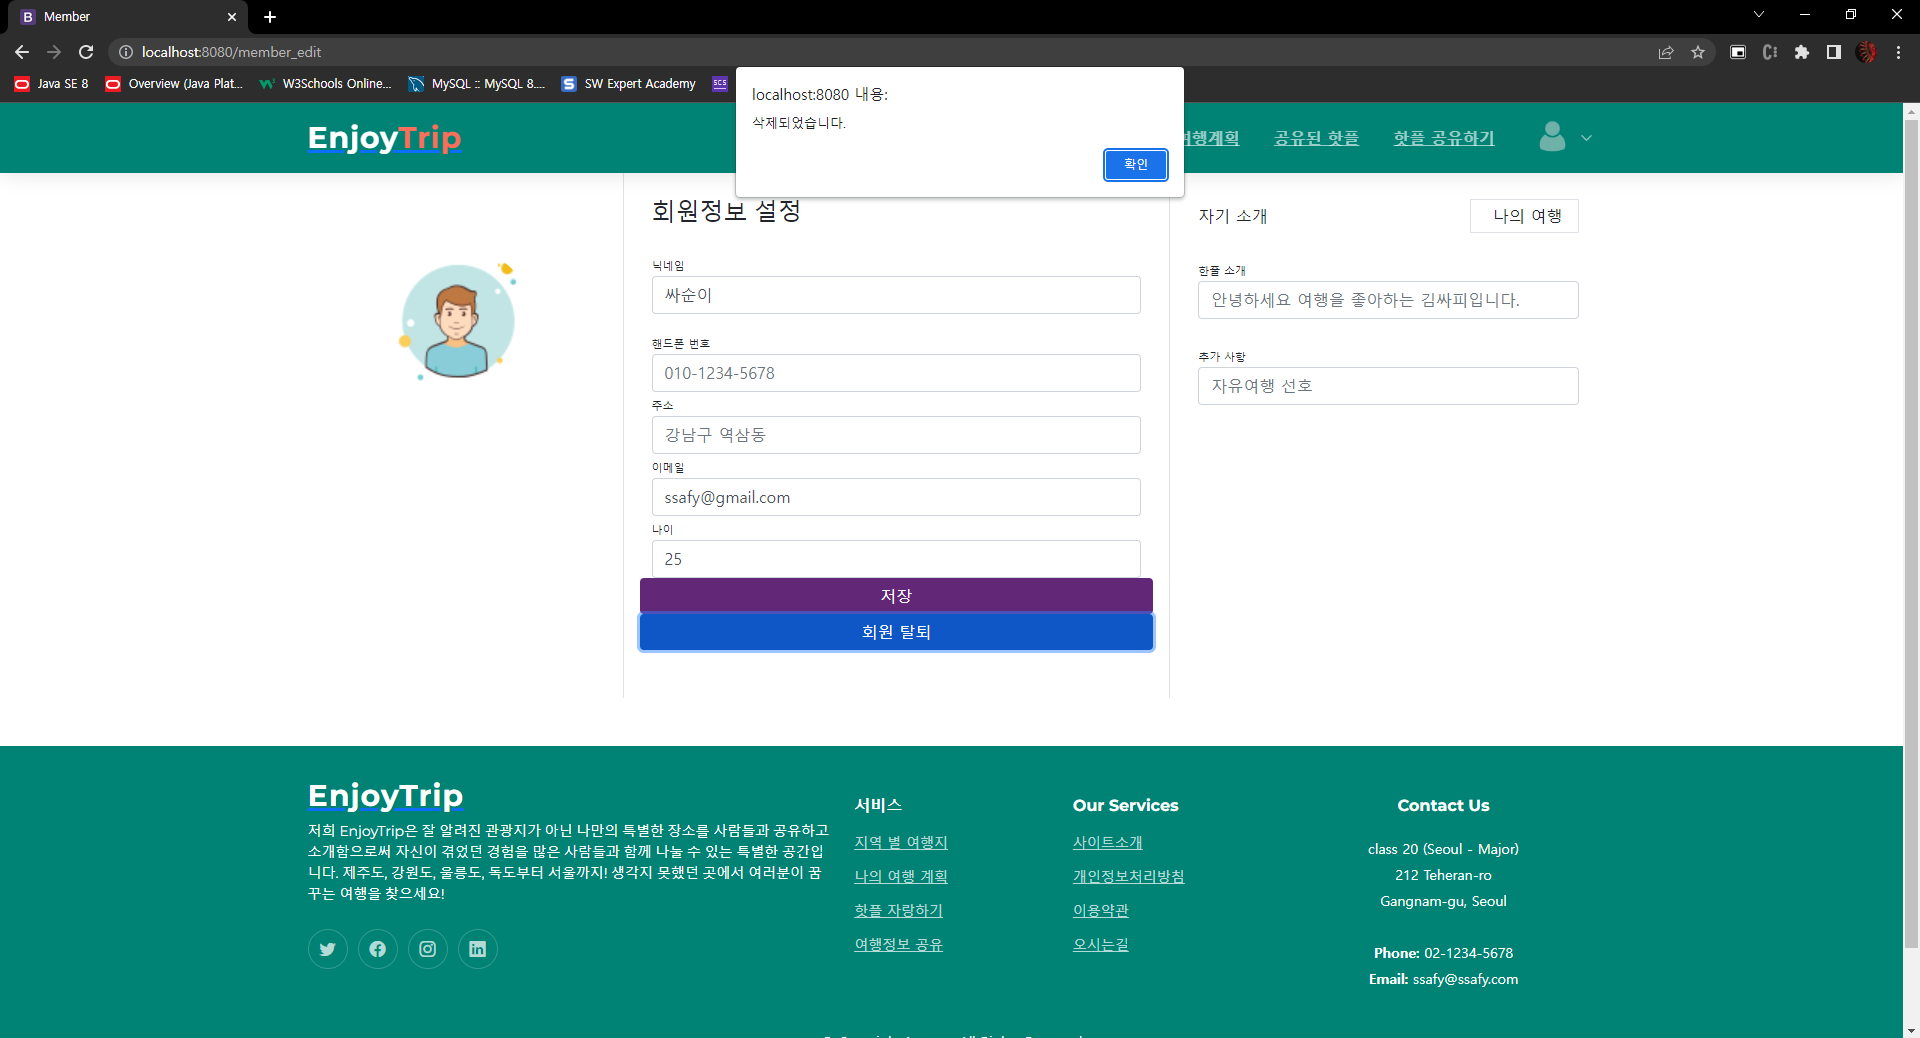 Member
localhost:8080/member_edit
Java SE 8
Overview (Java Plat...
W3Schools Online...
MySQL :: MySQL 8....
SW Expert Academy
SCS
localhost:8080 내용:
삭제되었습니다.
확인
EnjoyTrip
여행계획
공유된 핫플
핫플 공유하기
회원정보 설정
닉네임
싸순이
핸드폰 번호
010-1234-5678
주소
강남구 역삼동
이메일
ssafy@gmail.com
나이
25
저장
회원 탈퇴
자기 소개
나의 여행
한줄 소개
안녕하세요 여행을 좋아하는 김싸피입니다.
추가 사항
자유여행 선호
EnjoyTrip
저희 EnjoyTrip은 잘 알려진 관광지가 아닌 나만의 특별한 장소를 사람들과 공유하고
소개함으로써 자신이 겪었던 경험을 많은 사람들과 함께 나눌 수 있는 특별한 공간입
니다. 제주도, 강원도, 울릉도, 독도부터 서울까지! 생각지 못했던 곳에서 여러분이 꿈
꾸는 여행을 찾으세요!
서비스
지역 별 여행지
나의 여행 계획
핫플 자랑하기
여행정보 공유
Our Services
사이트소개
개인정보처리방침
이용약관
오시는길
Contact Us
class 20 (Seoul - Major)
212 Teheran-ro
Gangnam-gu, Seoul
Phone: 02-1234-5678
Email: ssafy@ssafy.com